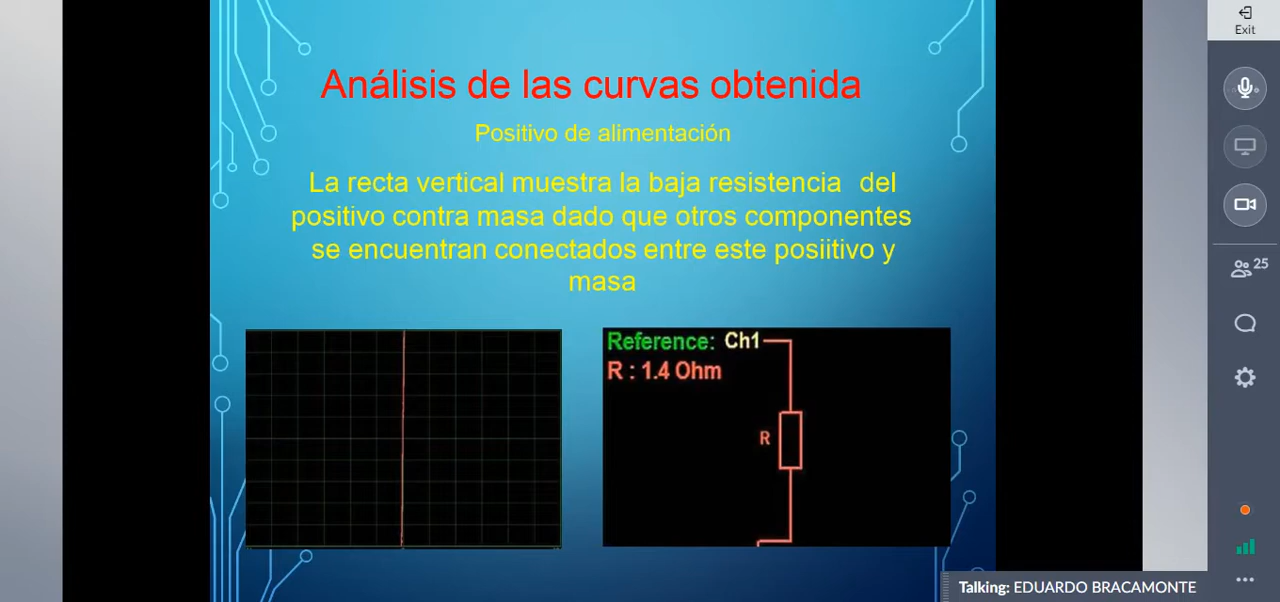 Exit
Análisis de las curvas obtenida
Positivo de alimentación
La recta vertical muestra la baja resistencia del
positivo contra masa dado que otros componentes
se encuentran conectados entre este posiitivo y
masa
25
Reference: Ch1
R : 1.4 Ohm
R
Talking: EDUARDO BRACAMONTE